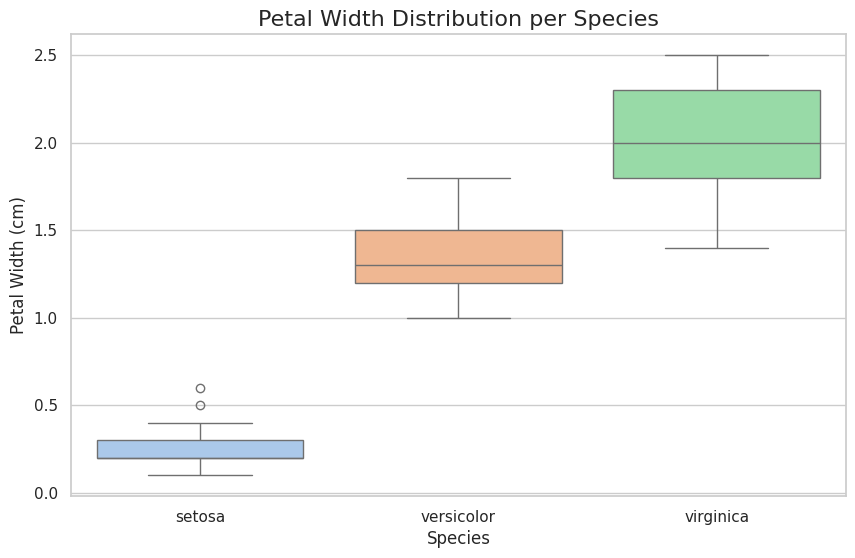 Petal Width Distribution per Species
Petal Width (cm)
2.5
2.0
1.5
1.0
0.5
0.0
setosa versicolor virginica
Species